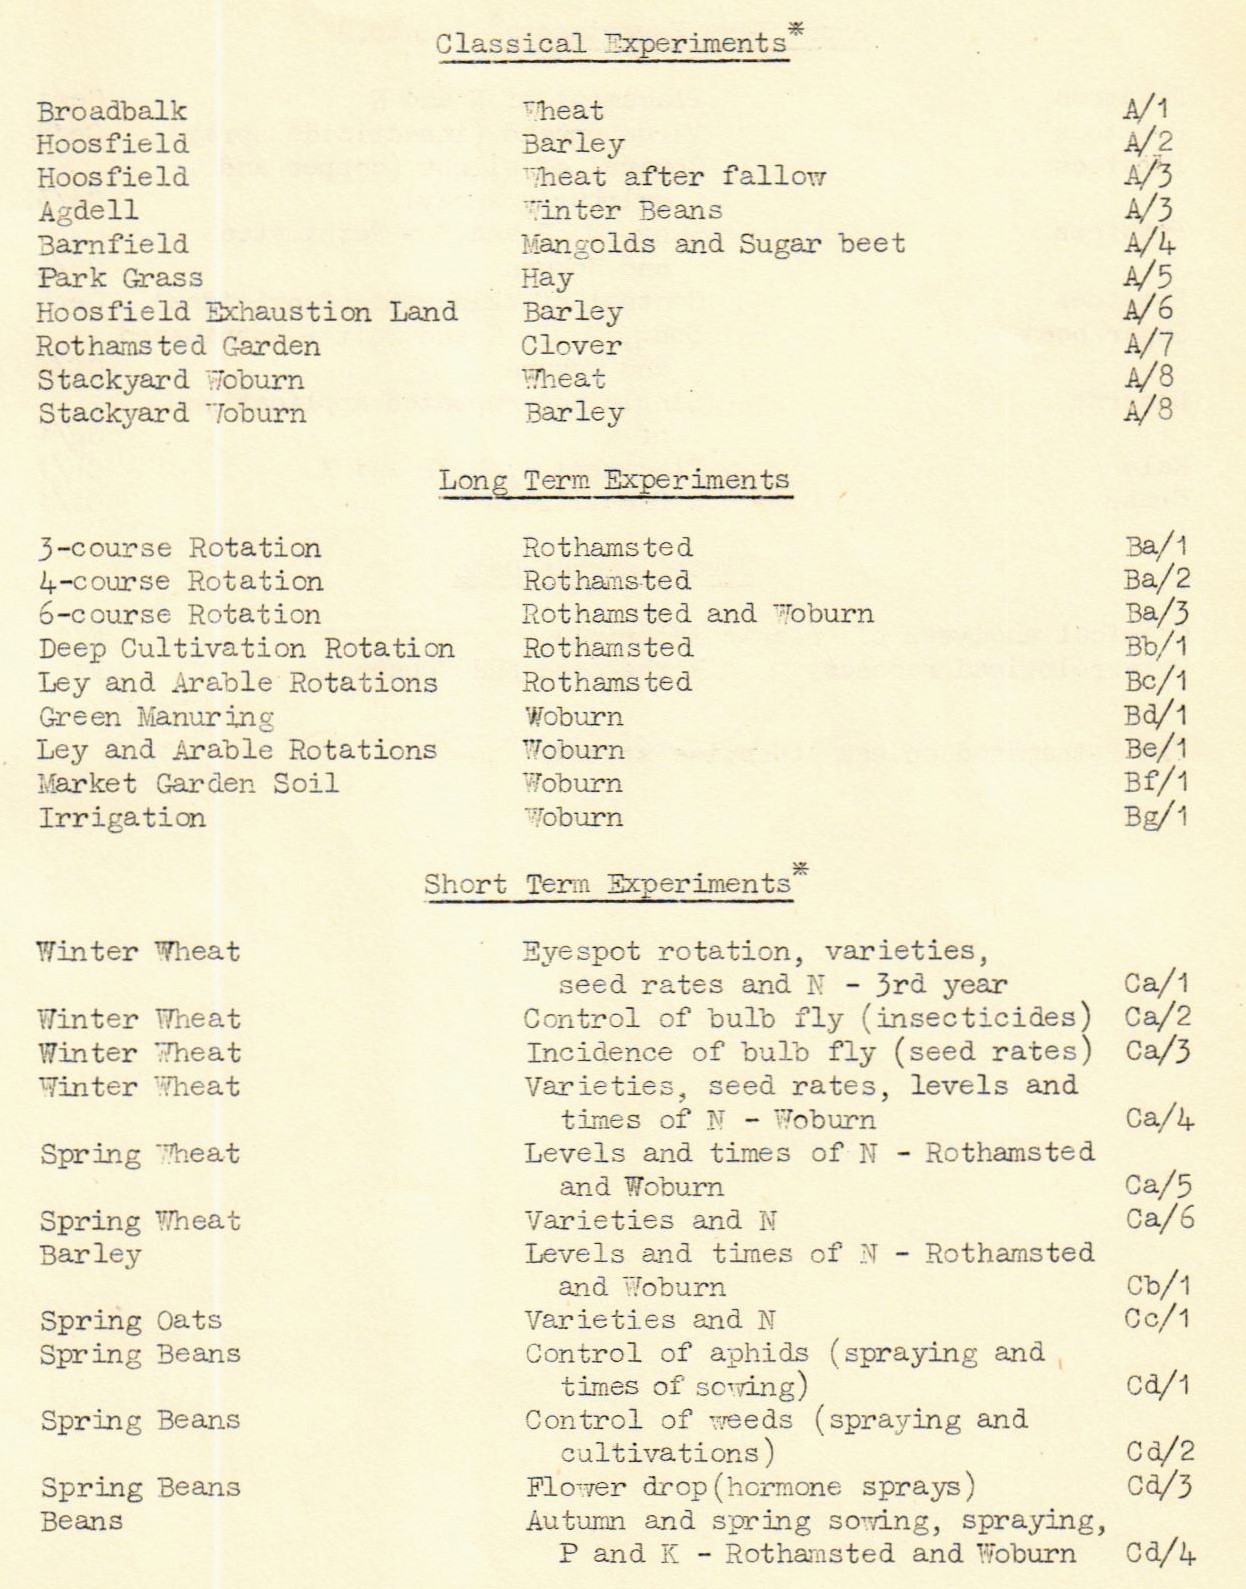 Classical Experiments*
Broadbalk Wheat A/1
Hoosfield Barley A/2
Hoosfield Wheat after fallow A/3
Agdell Winter Beans A/3
Barnfield Mangolds and Sugar beet A/4
Park Grass Hay A/5
Hoosfield Exhaustion Land Barley A/6
Rothamsted Garden Clover A/7
Stackyard Woburn Wheat A/8
Stackyard Woburn Barley A/8
Long Term Experiments
3-course Rotation Rothamsted Ba/1
4-course Rotation Rothamsted Ba/2
6-course Rotation Rothamsted and Woburn Ba/3
Deep Cultivation Rotation Rothamsted Bb/1
Ley and Arable Rotations Rothamsted Bc/1
Green Manuring Woburn Bd/1
Ley and Arable Rotations Woburn Be/1
Market Garden Soil Woburn Bf/1
Irrigation Woburn Bg/1
Short Term Experiments*
Winter Wheat Eyespot rotation, varieties,
seed rates and N - 3rd year Ca/1
Winter Wheat Control of bulb fly (insecticides) Ca/2
Winter Wheat Incidence of bulb fly (seed rates) Ca/3
Winter Wheat Varieties, seed rates, levels and
times of N - Woburn Ca/4
Spring Wheat Levels and times of N - Rothamsted
and Woburn Ca/5
Spring Wheat Varieties and N Ca/6
Barley Levels and times of N - Rothamsted
and Woburn Cb/1
Spring Oats Varieties and N Cc/1
Spring Beans Control of aphids (spraying and
times of sowing) Cd/1
Spring Beans Control of weeds (spraying and
cultivations) Cd/2
Spring Beans Flower drop(hormone sprays) Cd/3
Beans Autumn and spring sowing, spraying,
P and K - Rothamsted and Woburn Cd/4